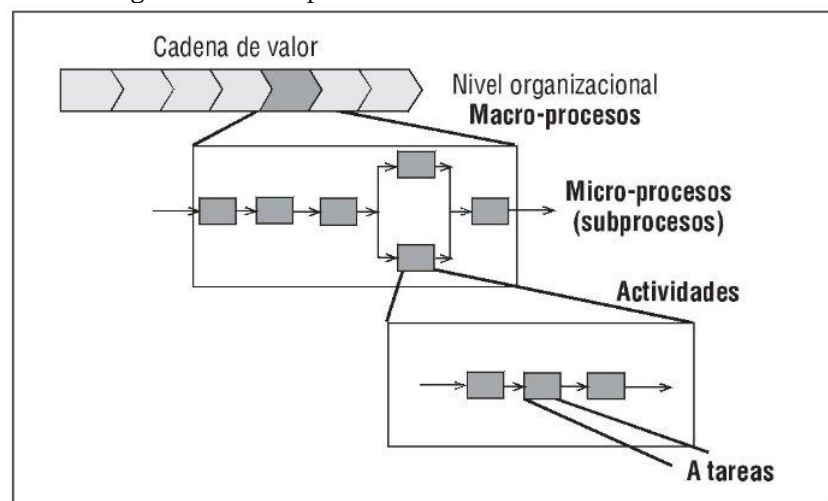 Cadena de valor
Nivel organizacional
Macro-procesos
Micro-procesos
(subprocesos)
Actividades
A tareas